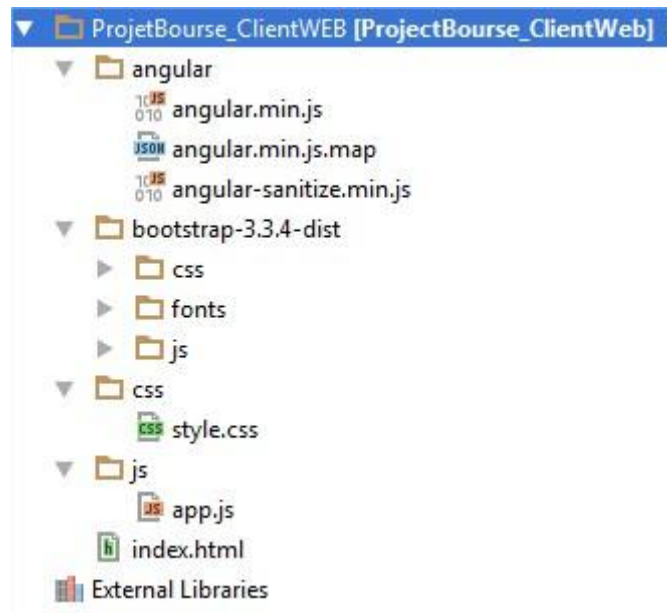 ProjetBourse_ClientWEB [ProjectBourse_ClientWeb]
angular
angular.min.js
angular.min.js.map
angular-sanitize.min.js
bootstrap-3.3.4-dist
css
fonts
js
css
style.css
js
app.js
index.html
External Libraries